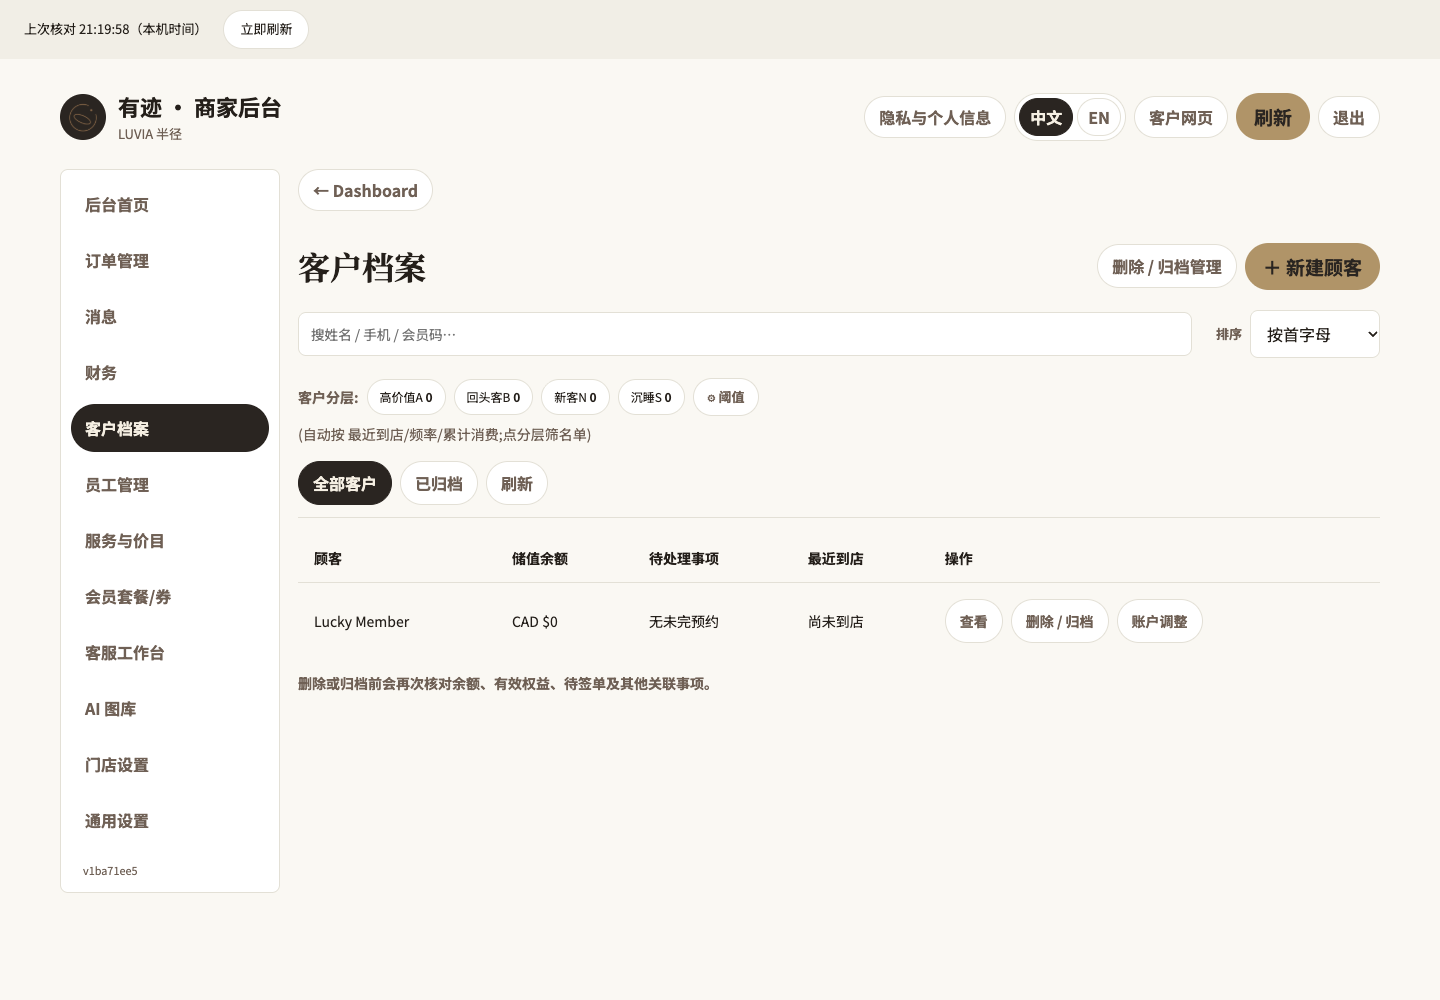 上次核对 21:19:58（本机时间） 立即刷新
有迹 · 商家后台
LUVIA 半径
隐私与个人信息 中文 EN 客户网页 刷新 退出
后台首页
订单管理
消息
财务
客户档案
员工管理
服务与价目
会员套餐/券
客服工作台
AI 图库
门店设置
通用设置
v1ba71ee5
← Dashboard
客户档案
删除 / 归档管理 ＋ 新建顾客
搜姓名 / 手机 / 会员码… 排序 按首字母
客户分层: 高价值A 0 回头客B 0 新客N 0 沉睡S 0 ⚙ 阈值
(自动按 最近到店/频率/累计消费;点分层筛名单)
全部客户 已归档 刷新
顾客 储值余额 待处理事项 最近到店 操作
Lucky Member CAD $0 无未完预约 尚未到店 查看 删除 / 归档 账户调整
删除或归档前会再次核对余额、有效权益、待签单及其他关联事项。